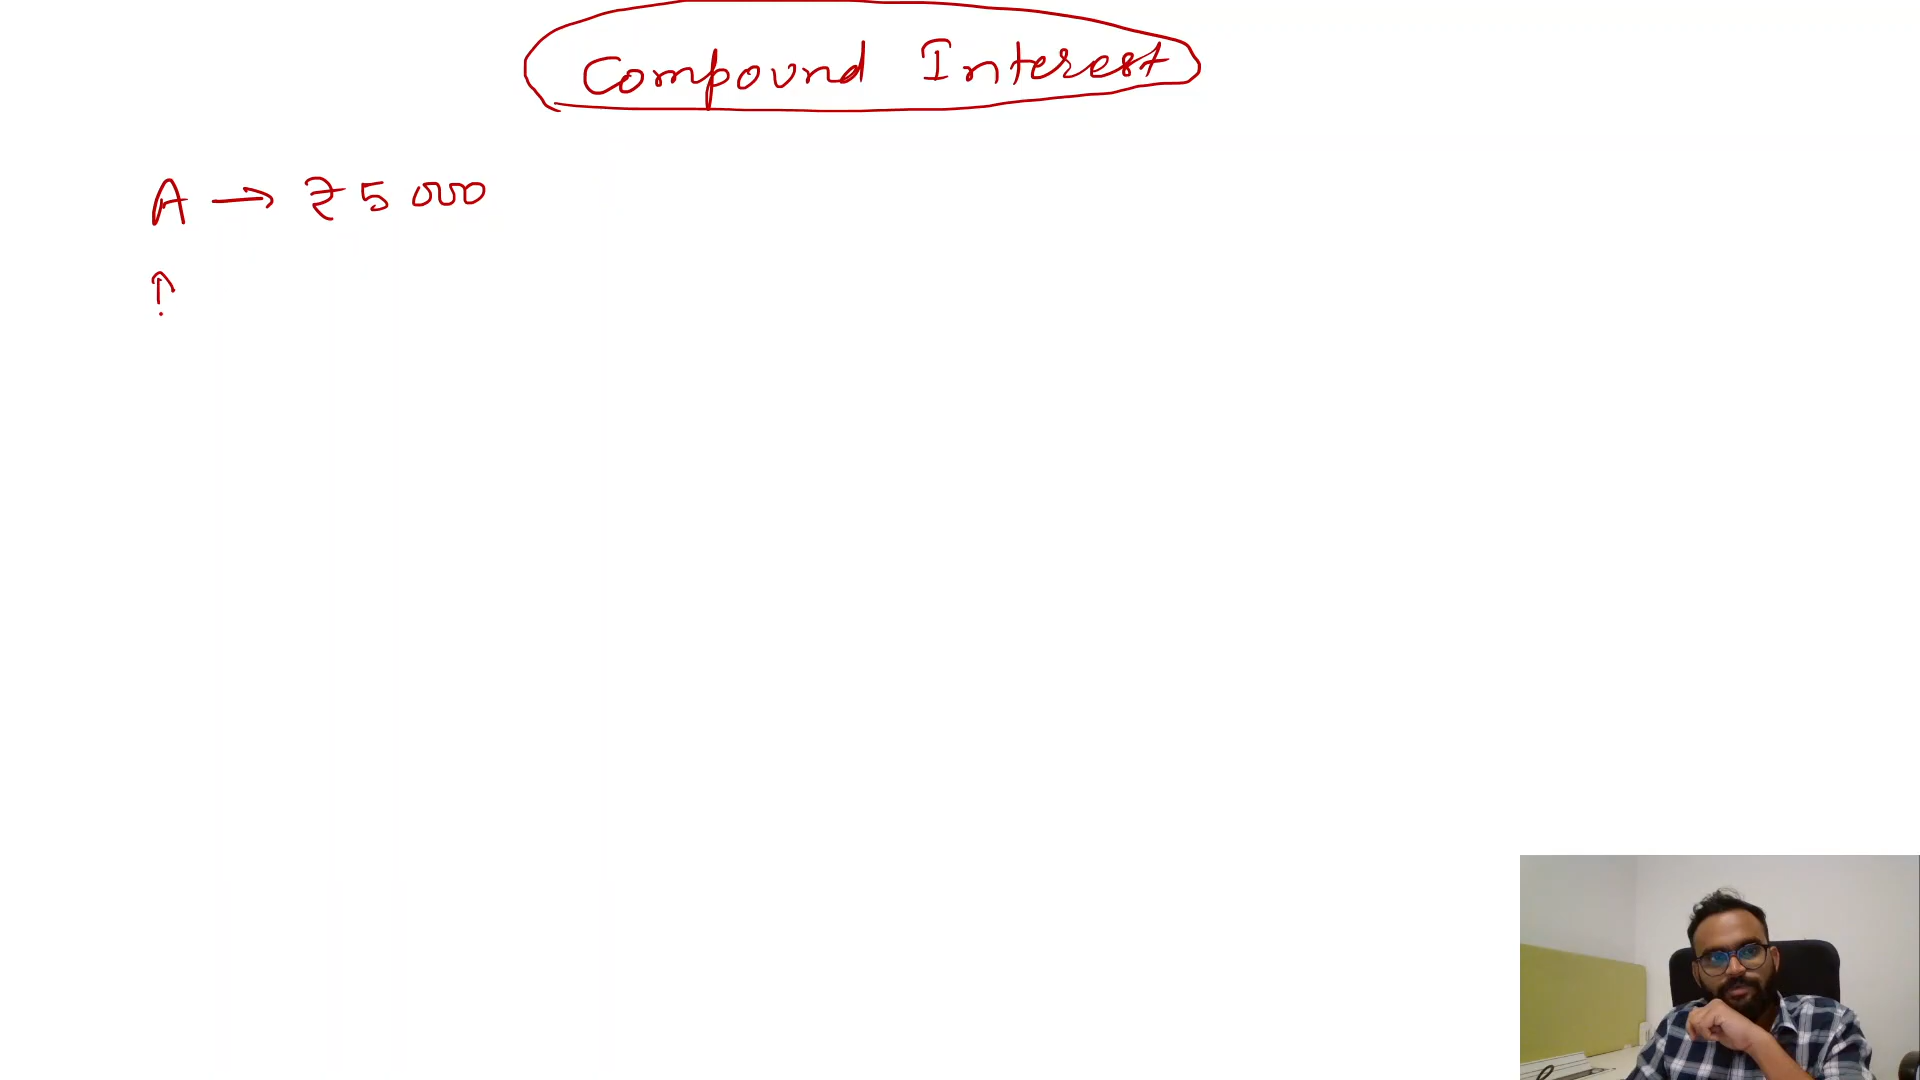 Compound Interest
A → ₹ 5 000
↑